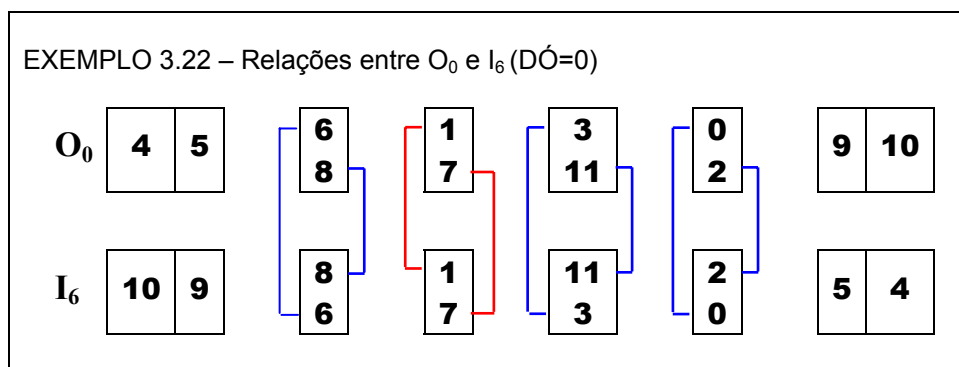 EXEMPLO 3.22 – Relações entre O₀ e I₆ (DÓ=0)
6 1 3 0
O₀ 4 5 9 10
8 7 11 2
8 1 11 2
I₆ 10 9 5 4
6 7 3 0